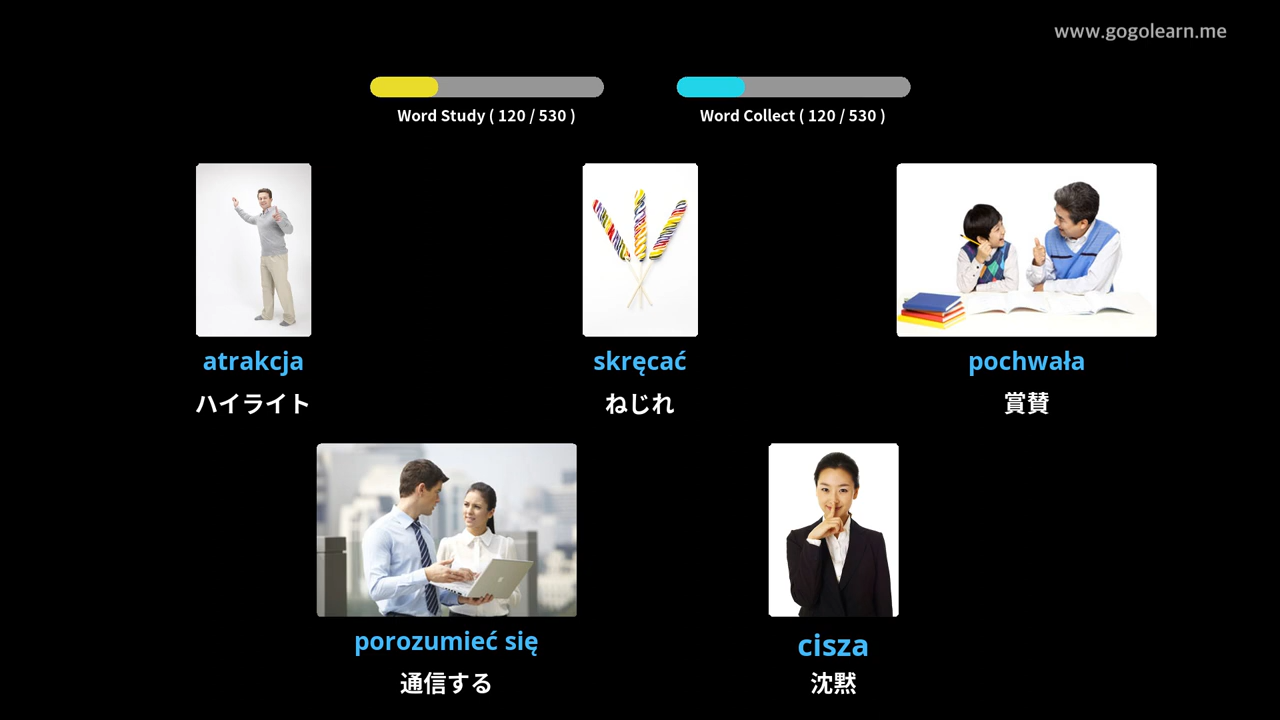 www.gogolearn.me
Word Study ( 120 / 530 )
Word Collect ( 120 / 530 )
atrakcja
ハイライト
skręcać
ねじれ
pochwała
賞賛
porozumieć się
通信する
cisza
沈黙